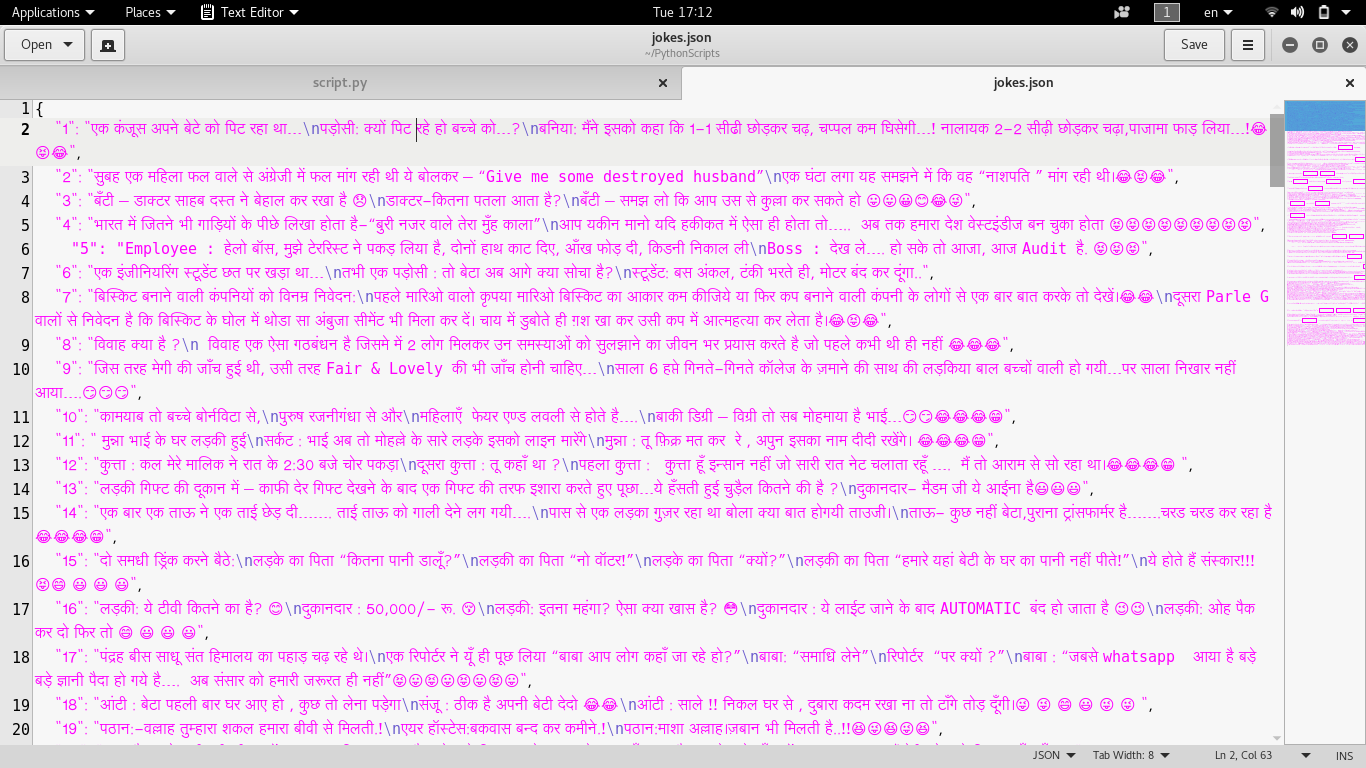 Applications Places Text Editor Tue 17:12 1 en
Open jokes.json Save
~/PythonScripts
script.py jokes.json
1 {
2 "1": "एक कंजूस अपने बेटे को पिट रहा था...\nपड़ोसी: क्यों पिट रहे हो बच्चे को...?\nबनिया: मैंने इसको कहा कि 1-1 सीढी छोड़कर चढ, चप्पल कम घिसेगी...! नालायक 2-2 सीढ़ी छोड़कर चढ़ा,पाजामा फाड़ लिया...!😂
😝😂",
3 "2": "सुबह एक महिला फल वाले से अंग्रेजी में फल मांग रही थी ये बोलकर – “Give me some destroyed husband”\nएक घंटा लगा यह समझने में कि वह “नाशपति ” मांग रही थी।😂😝😂",
4 "3": "बँटी – डाक्टर साहब दस्त ने बेहाल कर रखा है 😞\nडाक्टर-कितना पतला आता है?\nबँटी – समझ लो कि आप उस से कुल्ला कर सकते हो 😛😛😀😊😂😜",
5 "4": "भारत में जितने भी गाड़ियों के पीछे लिखा होता है-“बुरी नजर वाले तेरा मुँह काला”\nआप यकीन मानो यदि हकीकत में ऐसा ही होता तो..... अब तक हमारा देश वेस्टइंडीज बन चुका होता 😝😝😝😝😝😝😝😝😝😝",
6 "5": "Employee : हेलो बॉस, मुझे टेररिस्ट ने पकड़ लिया है, दोनों हाथ काट दिए, आँख फोड दी, किडनी निकाल ली\nBoss : देख ले.... हो सके तो आजा, आज Audit है. 😝😝😝",
7 "6": "एक इंजीनियरिंग स्टूडेंट छत पर खड़ा था...\nतभी एक पड़ोसी : तो बेटा अब आगे क्या सोचा है?\nस्टूडेंट: बस अंकल, टंकी भरते ही, मोटर बंद कर दूंगा..",
8 "7": "बिस्किट बनाने वाली कंपनियों को विनम्र निवेदन:\nपहले मारिओ वालो कृपया मारिओ बिस्किट का आकार कम कीजिये या फिर कप बनाने वाली कंपनी के लोगों से एक बार बात करके तो देखें।😂😂\nदूसरा Parle G
वालों से निवेदन है कि बिस्किट के घोल में थोडा सा अंबुजा सीमेंट भी मिला कर दें। चाय में डुबोते ही ग़श खा कर उसी कप में आत्महत्या कर लेता है।😂😝😂",
9 "8": "विवाह क्या है ?\n विवाह एक ऐसा गठबंधन है जिसमे में 2 लोग मिलकर उन समस्याओं को सुलझाने का जीवन भर प्रयास करते है जो पहले कभी थी ही नहीं 😂😂😂",
10 "9": "जिस तरह मेगी की जाँच हुई थी, उसी तरह Fair & Lovely की भी जाँच होनी चाहिए...\nसाला 6 हफ्ते गिनते-गिनते कॉलेज के ज़माने की साथ की लड़किया बाल बच्चों वाली हो गयी...पर साला निखार नहीं
आया....😏😏😏",
11 "10": "कामयाब तो बच्चे बोर्नविटा से,\nपुरुष रजनीगंधा से और\nमहिलाएँ फेयर एण्ड लवली से होते है....\nबाकी डिग्री – विग्री तो सब मोहमाया है भाई...😏😏😂😂😂😁",
12 "11": " मुन्ना भाई के घर लड़की हुई\nसर्कट : भाई अब तो मोहल्ले के सारे लडके इसको लाइन मारेंगे\nमुन्ना : तू फ़िक्र मत कर रे , अपुन इसका नाम दीदी रखेंगे। 😂😂😂😁",
13 "12": "कुत्ता : कल मेरे मालिक ने रात के 2:30 बजे चोर पकड़ा\nदूसरा कुत्ता : तू कहाँ था ?\nपहला कुत्ता : कुत्ता हूँ इन्सान नहीं जो सारी रात नेट चलाता रहूँ .... मैं तो आराम से सो रहा था।😂😂😂😁 ",
14 "13": "लड़की गिफ्ट की दूकान में – काफी देर गिफ्ट देखने के बाद एक गिफ्ट की तरफ इशारा करते हुए पूछा...ये हँसती हुई चुड़ैल कितने की है ?\nदुकानदार- मैडम जी ये आईना है😃😃😃",
15 "14": "एक बार एक ताऊ ने एक ताई छेड़ दी....... ताई ताऊ को गाली देने लग गयी....\nपास से एक लड़का गुज़र रहा था बोला क्या बात होगयी ताउजी।\nताऊ- कुछ नहीं बेटा,पुराना ट्रांसफार्मर है.......चरड चरड कर रहा है
😂😂😂😁",
16 "15": "दो समधी ड्रिंक करने बैठे:\nलड़के का पिता “कितना पानी डालूँ?”\nलड़की का पिता “नो वॉटर!”\nलड़के का पिता “क्यों?”\nलड़की का पिता “हमारे यहां बेटी के घर का पानी नहीं पीते!”\nये होते हैं संस्कार!!!
😝😄 😃 😃 😃",
17 "16": "लड़की: ये टीवी कितने का है? 😊\nदुकानदार : 50,000/- रू. 😚\nलड़की: इतना महंगा? ऐसा क्या खास है? 😳\nदुकानदार : ये लाईट जाने के बाद AUTOMATIC बंद हो जाता है 😉😉\nलड़की: ओह पैक
कर दो फिर तो 😄 😃 😃 😃",
18 "17": "पंद्रह बीस साधू संत हिमालय का पहाड़ चढ़ रहे थे।\nएक रिपोर्टर ने यूँ ही पूछ लिया “बाबा आप लोग कहाँ जा रहे हो?”\nबाबा: “समाधि लेने”\nरिपोर्टर “पर क्यों ?”\nबाबा : “जबसे whatsapp आया है बड़े
बड़े ज्ञानी पैदा हो गये है.... अब संसार को हमारी जरूरत ही नहीं”😜😜😜😜😜😜😜😛",
19 "18": "आंटी : बेटा पहली बार घर आए हो , कुछ तो लेना पड़ेगा\nसंजू : ठीक है अपनी बेटी देदो 😂😂\nआंटी : साले !! निकल घर से , दुबारा कदम रखा ना तो टाँगे तोड़ दूँगी।😜 😜 😄 😃 😜 😜 ",
20 "19": "पठान:-वल्लाह तुम्हारा शकल हमारा बीवी से मिलती.!\nएयर हॉस्टेस:बकवास बन्द कर कमीने.!\nपठान:माशा अल्लाह।ज़बान भी मिलती है..!!😆😜😆😜😆",
JSON Tab Width: 8 Ln 2, Col 63 INS